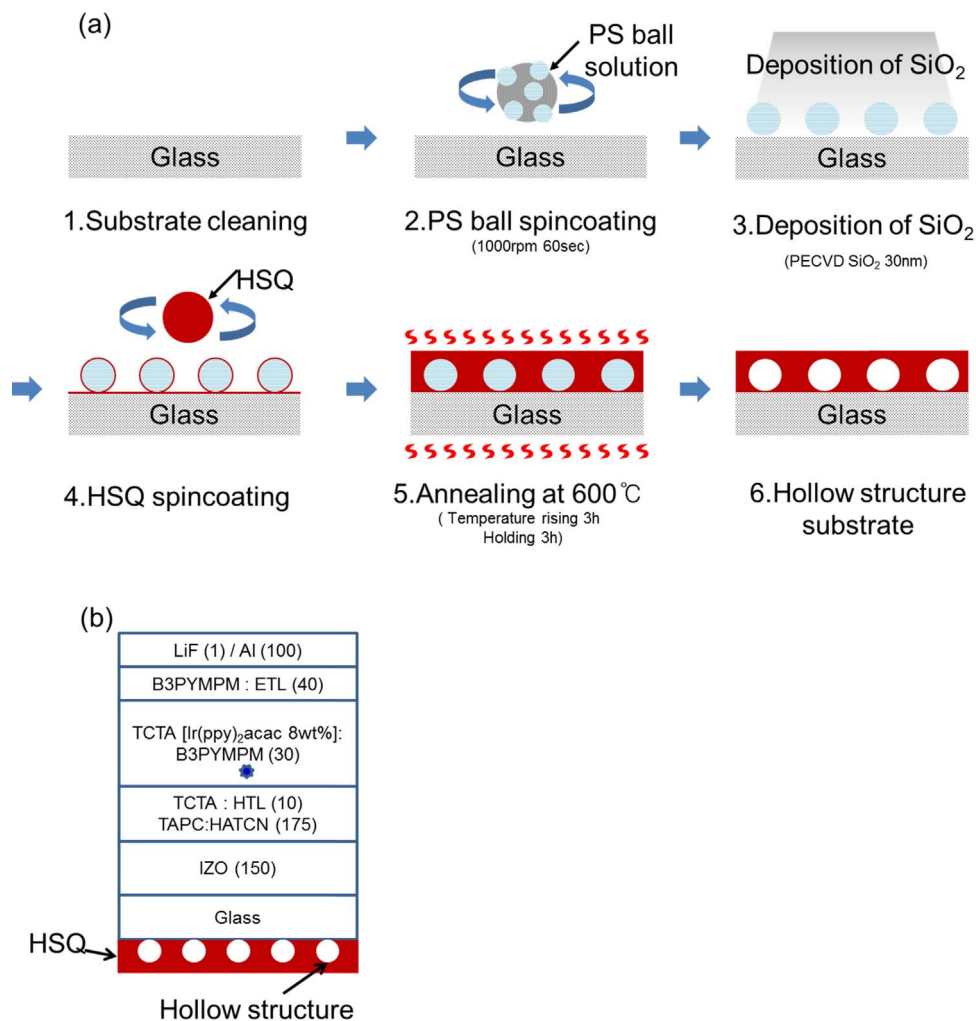 (a)
PS ball
solution
Deposition of SiO₂
Glass
Glass
Glass
1.Substrate cleaning
2.PS ball spincoating
(1000rpm 60sec)
3.Deposition of SiO₂
(PECVD SiO₂ 30nm)
HSQ
Glass
Glass
Glass
4.HSQ spincoating
5.Annealing at 600℃
( Temperature rising 3h
Holding 3h)
6.Hollow structure
substrate
(b)
LiF (1) / Al (100)
B3PYMPM : ETL (40)
TCTA [Ir(ppy)₂acac 8wt%]:
B3PYMPM (30)
TCTA : HTL (10)
TAPC:HATCN (175)
IZO (150)
Glass
HSQ
Hollow structure